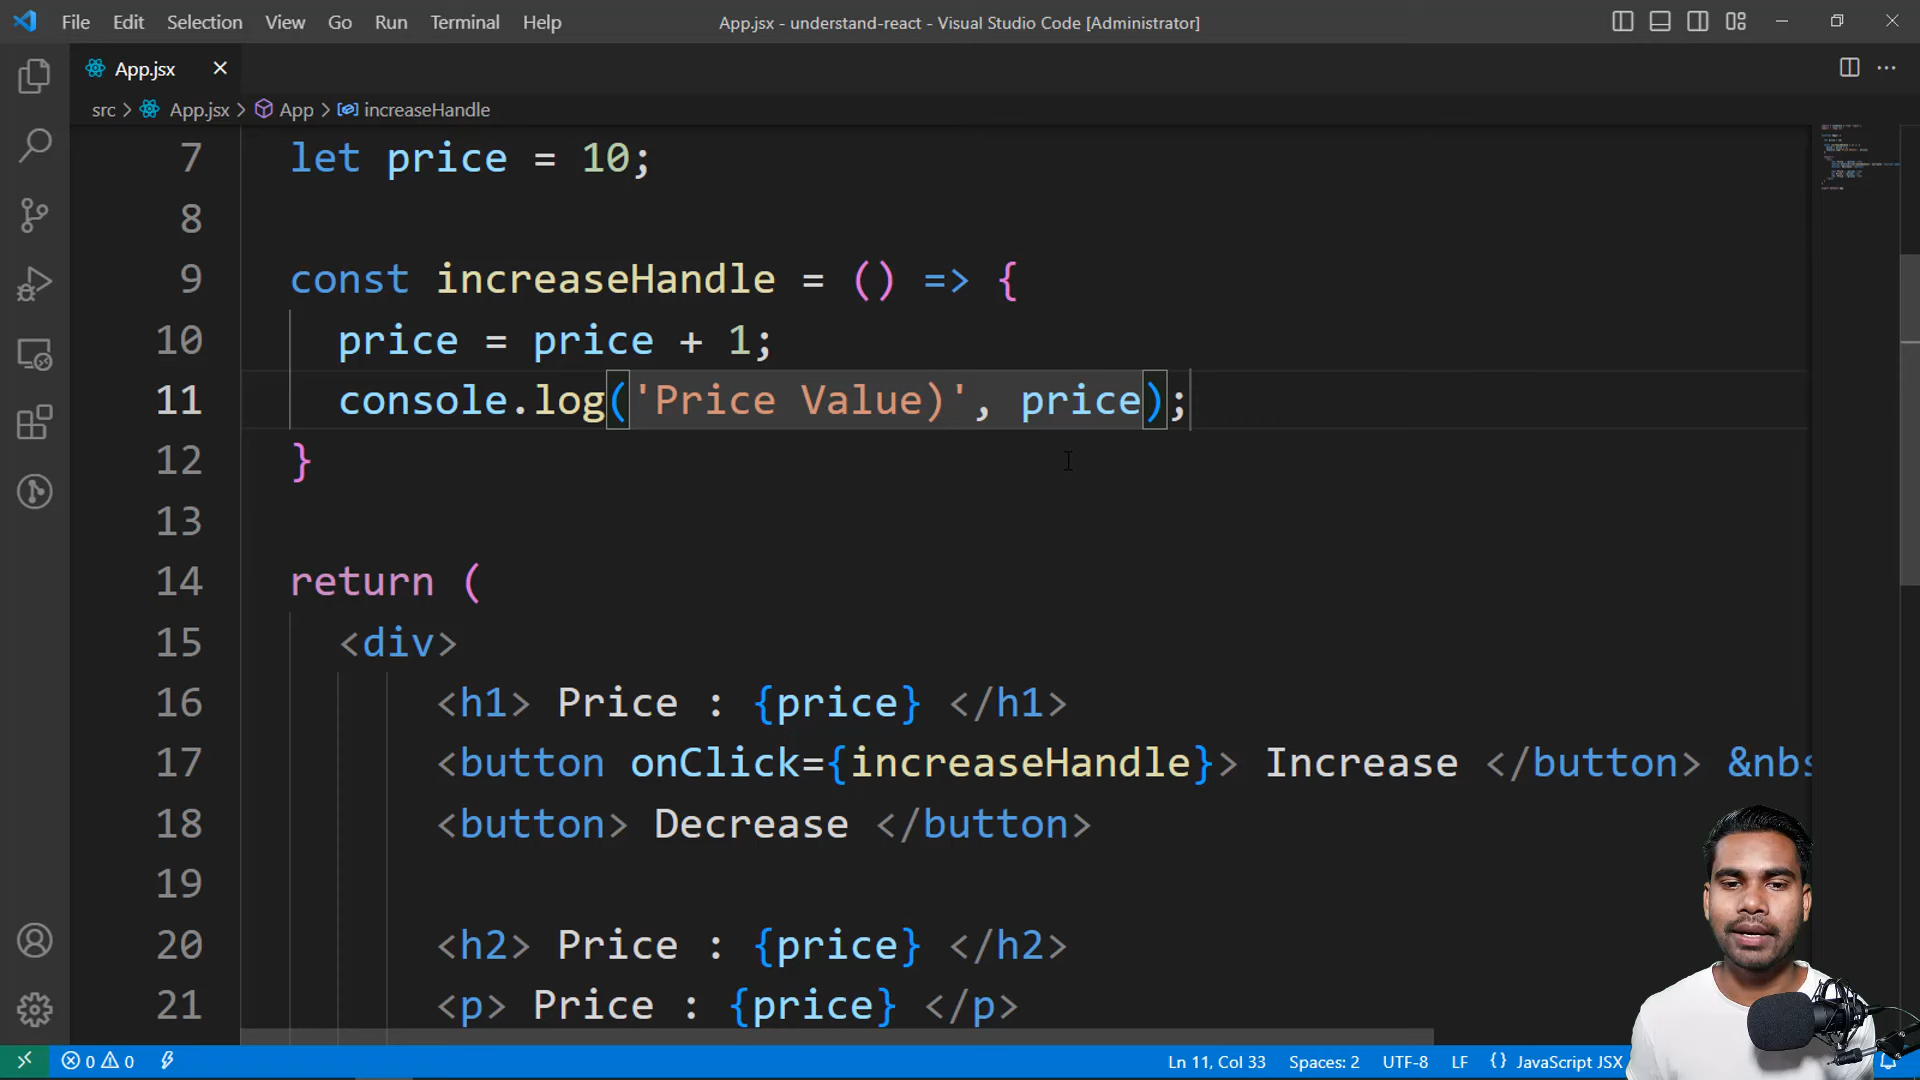 File Edit Selection View Go Run Terminal Help App.jsx - understand-react - Visual Studio Code [Administrator]
App.jsx
src > App.jsx > App > increaseHandle
7 let price = 10;
8
9 const increaseHandle = () => {
10 price = price + 1;
11 console.log('Price Value)', price);
12 }
13
14 return (
15 <div>
16 <h1> Price : {price} </h1>
17 <button onClick={increaseHandle}> Increase </button> &nbs
18 <button> Decrease </button>
19
20 <h2> Price : {price} </h2>
21 <p> Price : {price} </p>
0 0 Ln 11, Col 33 Spaces: 2 UTF-8 LF {} JavaScript JSX